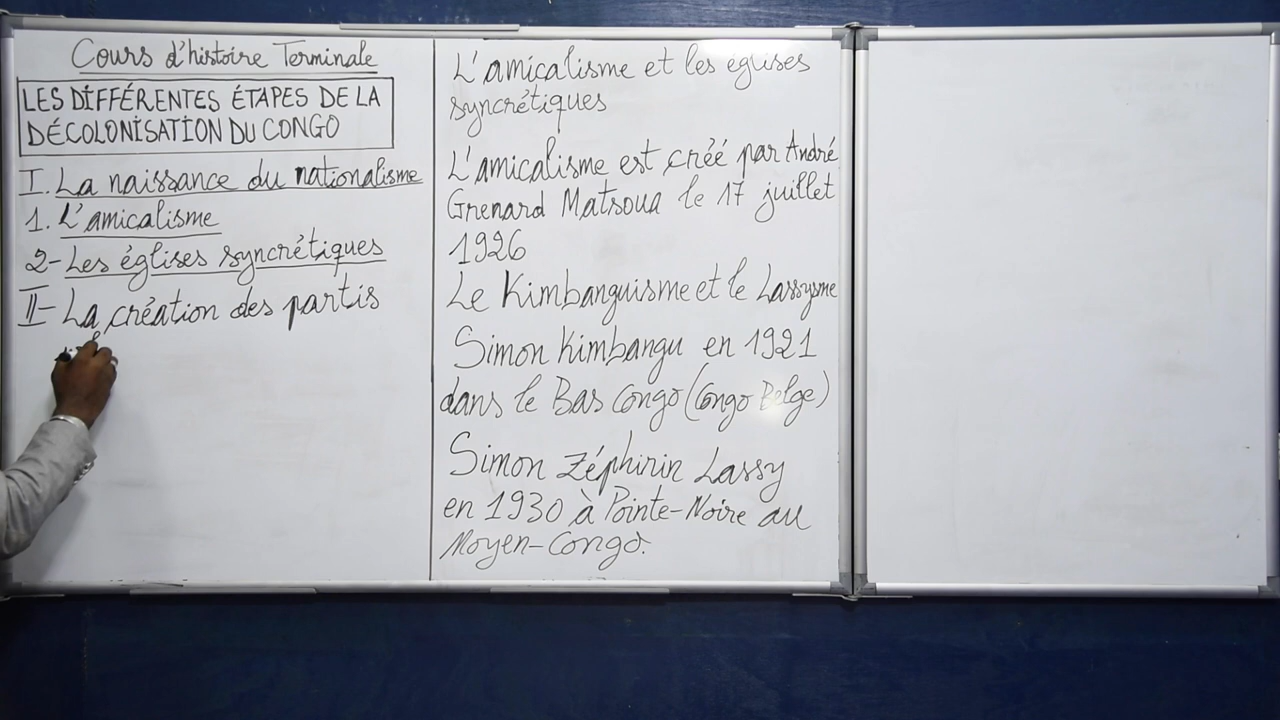 Cours d'histoire Terminale
LES DIFFÉRENTES ÉTAPES DE LA
DÉCOLONISATION DU CONGO
I. La naissance du nationalisme
1. L'amicalisme
2- Les églises syncrétiques
II- La création des partis
L'amicalisme et les églises
syncrétiques
L'amicalisme est créé par André
Grenard Matsoua le 17 juillet
1926
Le Kimbanguisme et le Lassysme
Simon Kimbangu en 1921
dans le Bas Congo (Congo Belge)
Simon Zéphirin Lassy
en 1930 à Pointe-Noire au
Moyen-Congo.